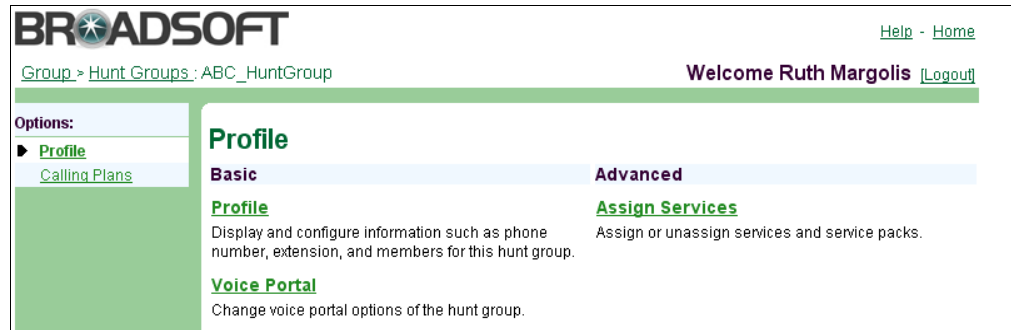 BROADSOFT
Help - Home
Group > Hunt Groups : ABC_HuntGroup
Welcome Ruth Margolis [Logout]
Options:
Profile
Calling Plans
Profile
Basic
Profile
Display and configure information such as phone
number, extension, and members for this hunt group.
Voice Portal
Change voice portal options of the hunt group.
Advanced
Assign Services
Assign or unassign services and service packs.